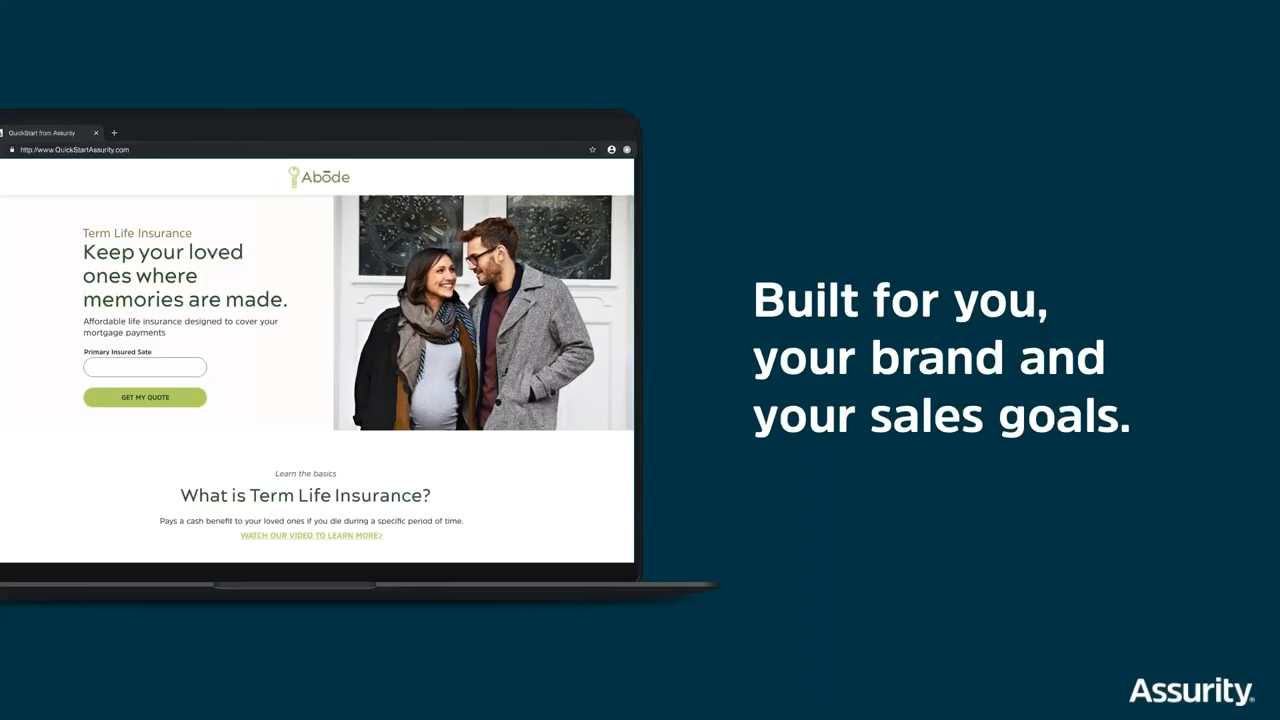 QuickStart from Assurity
http://www.QuickStartAssurity.com
Abōde
Term Life Insurance
Keep your loved
ones where
memories are made.
Affordable life insurance designed to cover your
mortgage payments
Primary Insured Sate
GET MY QUOTE
Learn the basics
What is Term Life Insurance?
Pays a cash benefit to your loved ones if you die during a specific period of time.
WATCH OUR VIDEO TO LEARN MORE>
Built for you,
your brand and
your sales goals.
Assurity®